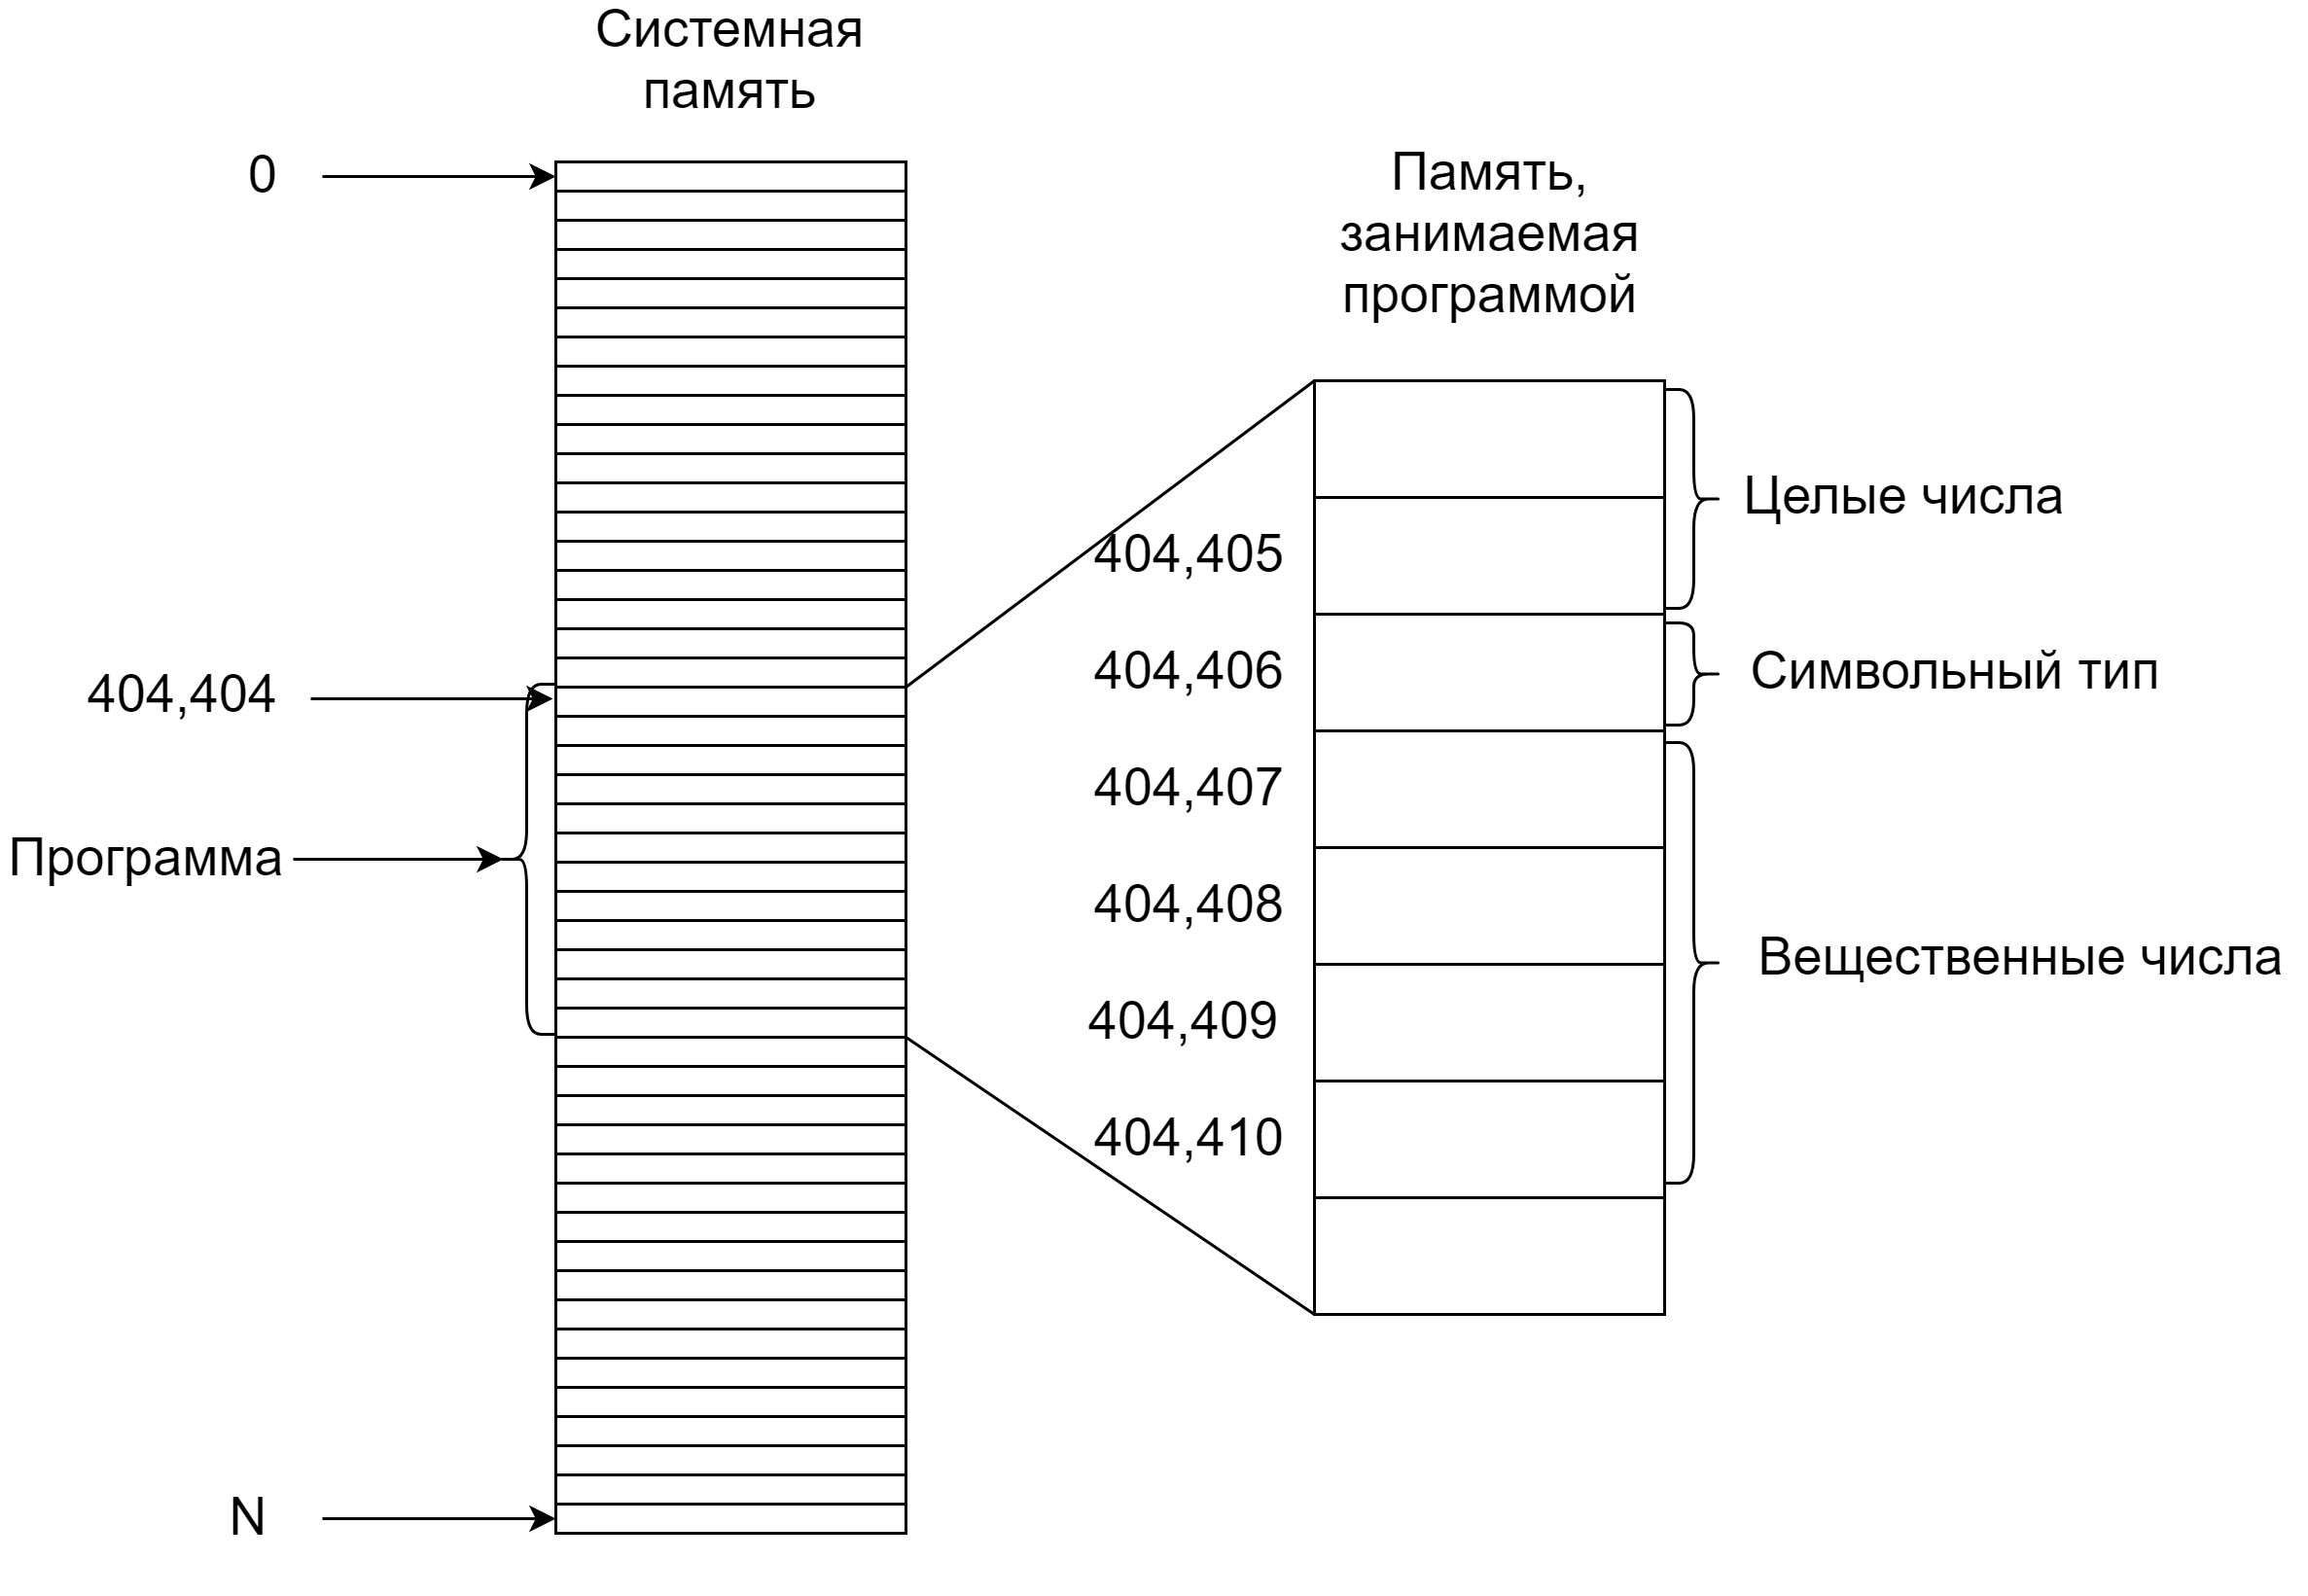 Системная
память
0
404,404
Программа
N
Память,
занимаемая
программой
404,405
404,406
404,407
404,408
404,409
404,410
Целые числа
Символьный тип
Вещественные числа